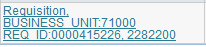 Requisition,
BUSINESS_UNIT:71000
REQ_ID:0000415226, 2282200